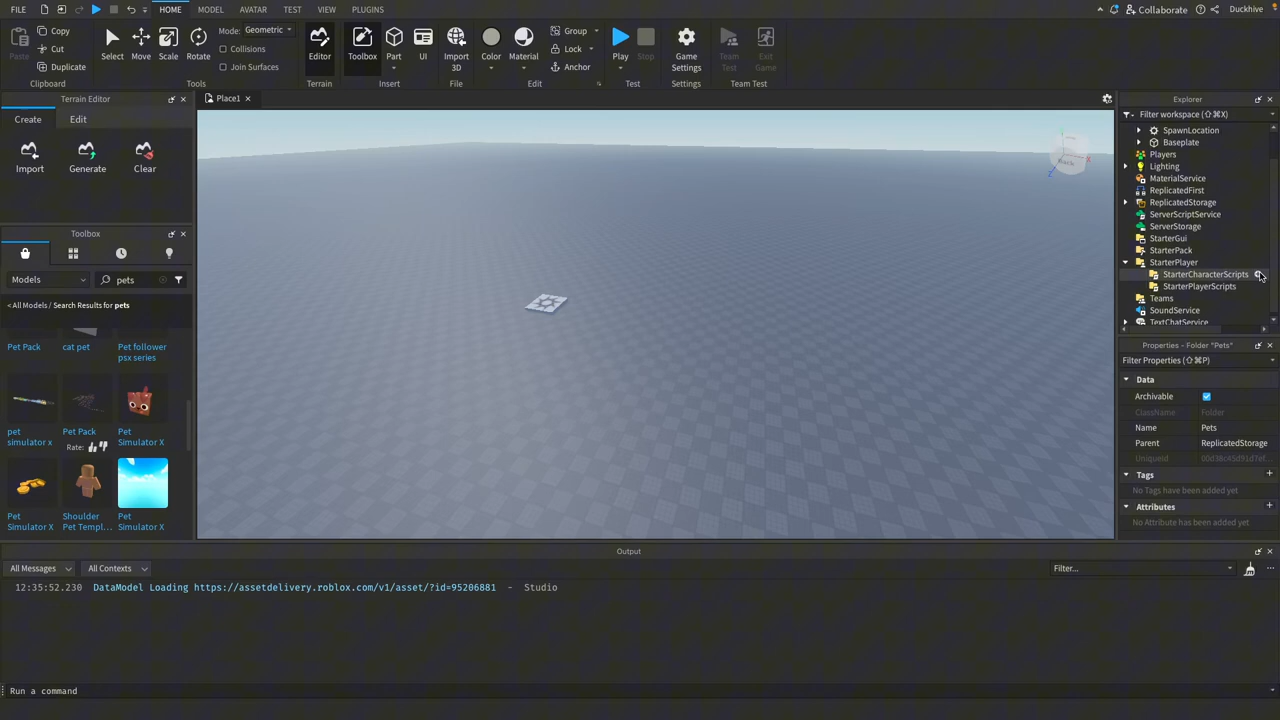 FILE HOME MODEL AVATAR TEST VIEW PLUGINS Collaborate Duckhive
Paste Copy Cut Duplicate Clipboard
Select Move Scale Rotate Mode: Geometric Collisions Join Surfaces Tools
Editor Terrain
Toolbox Part UI Insert
Import 3D File
Color Material Group Lock Anchor Edit
Play Stop Test
Game Settings Settings
Team Test Exit Game Team Test
Terrain Editor
Create Edit
Import Generate Clear
Toolbox
Models pets
< All Models / Search Results for pets
Pet Pack cat pet Pet follower psx series
pet simulator x Pet Pack Pet Simulator X
Rate:
Pet Simulator X Shoulder Pet Templ... Pet Simulator X
Place1
Back
X
Z
Explorer
Filter workspace (⇧⌘X)
SpawnLocation
Baseplate
Players
Lighting
MaterialService
ReplicatedFirst
ReplicatedStorage
ServerScriptService
ServerStorage
StarterGui
StarterPack
StarterPlayer
StarterCharacterScripts
StarterPlayerScripts
Teams
SoundService
TextChatService
Properties - Folder "Pets"
Filter Properties (⇧⌘P)
Data
Archivable
ClassName Folder
Name Pets
Parent ReplicatedStorage
UniqueId
Tags
No Tags have been added yet
Attributes
No Attribute has been added yet
Output
All Messages All Contexts Filter...
12:35:52.230 DataModel Loading https://assetdelivery.roblox.com/v1/asset/?id=95206881 - Studio
Run a command